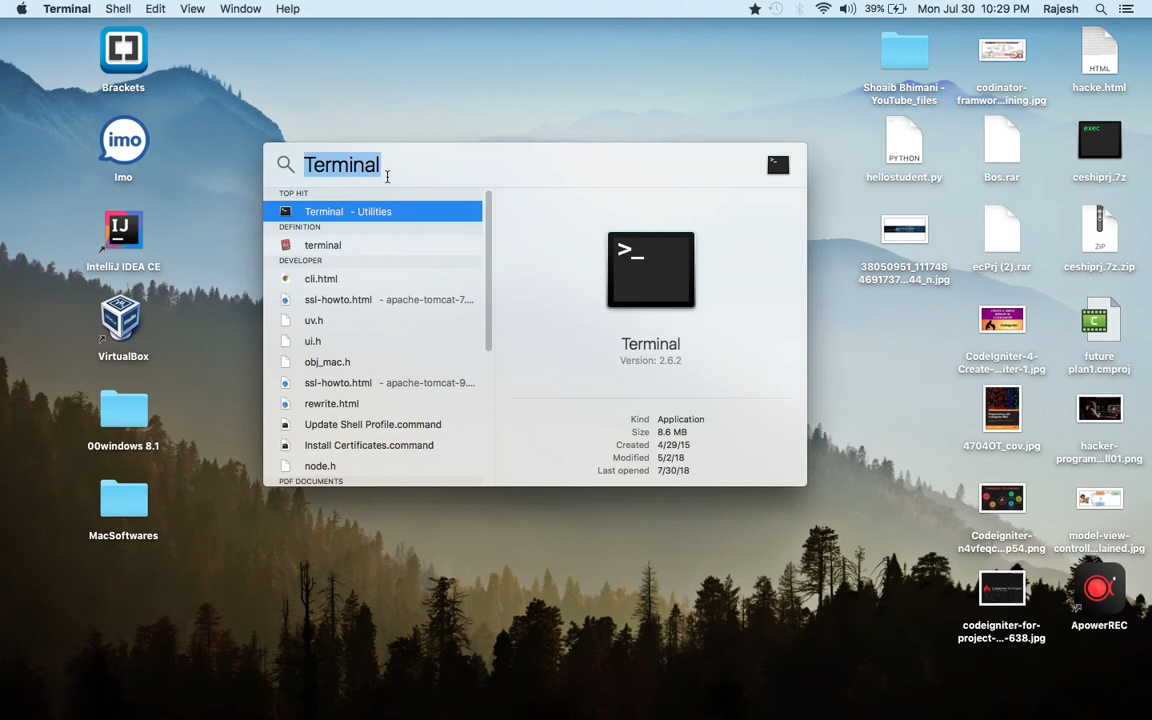 Terminal Shell Edit View Window Help
39% Mon Jul 30 10:29 PM Rajesh
Brackets
imo
Imo
IJ
IntelliJ IDEA CE
VirtualBox
00windows 8.1
MacSoftwares
Terminal
TOP HIT
Terminal - Utilities
DEFINITION
terminal
DEVELOPER
cli.html
ssl-howto.html - apache-tomcat-7....
uv.h
ui.h
obj_mac.h
ssl-howto.html - apache-tomcat-9....
rewrite.html
Update Shell Profile.command
Install Certificates.command
node.h
PDF DOCUMENTS
>_
Terminal
Version: 2.6.2
Kind Application
Size 8.6 MB
Created 4/29/15
Modified 5/2/18
Last opened 7/30/18
Shoaib Bhimani -
YouTube_files
codinator-
framwor...ining.jpg
HTML
hacke.html
PYTHON
hellostudent.py
Bos.rar
exec
ceshiprj.7z
38050951_111748
4691737...44_n.jpg
ecPrj (2).rar
ZIP
ceshiprj.7z.zip
CodeIgniter-4-
Create-...iter-1.jpg
C
future
plan1.cmproj
4704OT_cov.jpg
hacker-
program...ll01.png
Codeigniter-
n4vfeqc...p54.png
model-view-
controll...lained.jpg
codeigniter-for-
project-...-638.jpg
ApowerREC